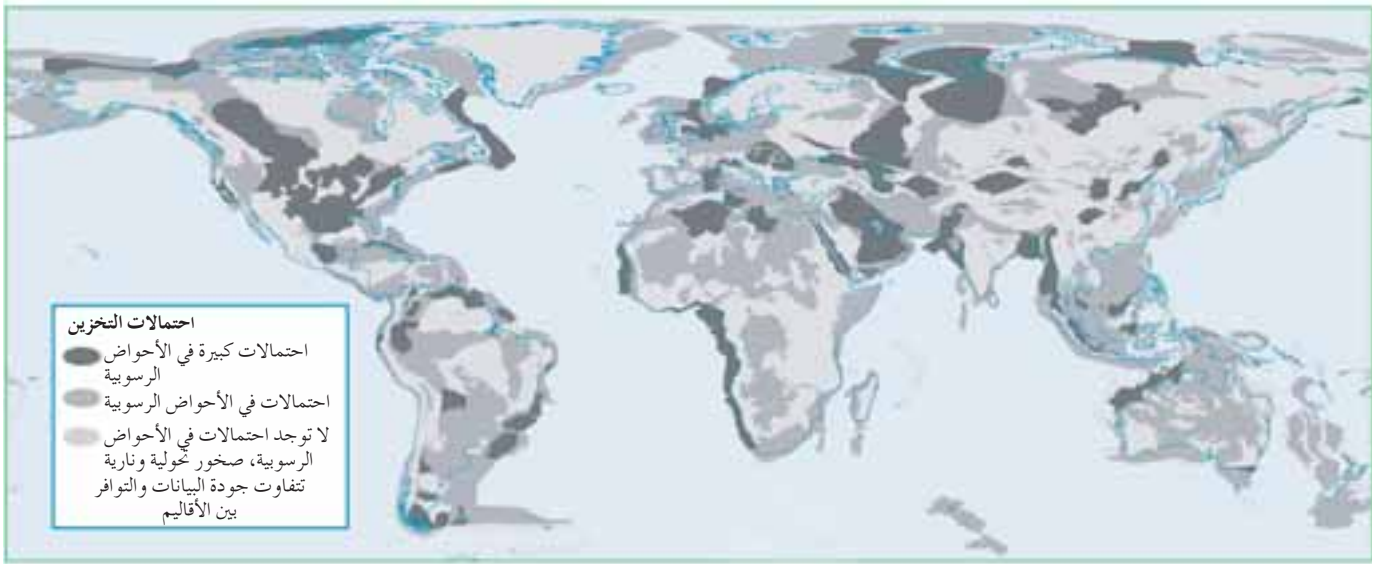 احتمالات التخزين
احتمالات كبيرة في الأحواض
الرسوبية
احتمالات في الأحواض الرسوبية
لا توجد احتمالات في الأحواض
الرسوبية، صخور تحولية ونارية
تتفاوت جودة البيانات والتوافر
بين الأقاليم